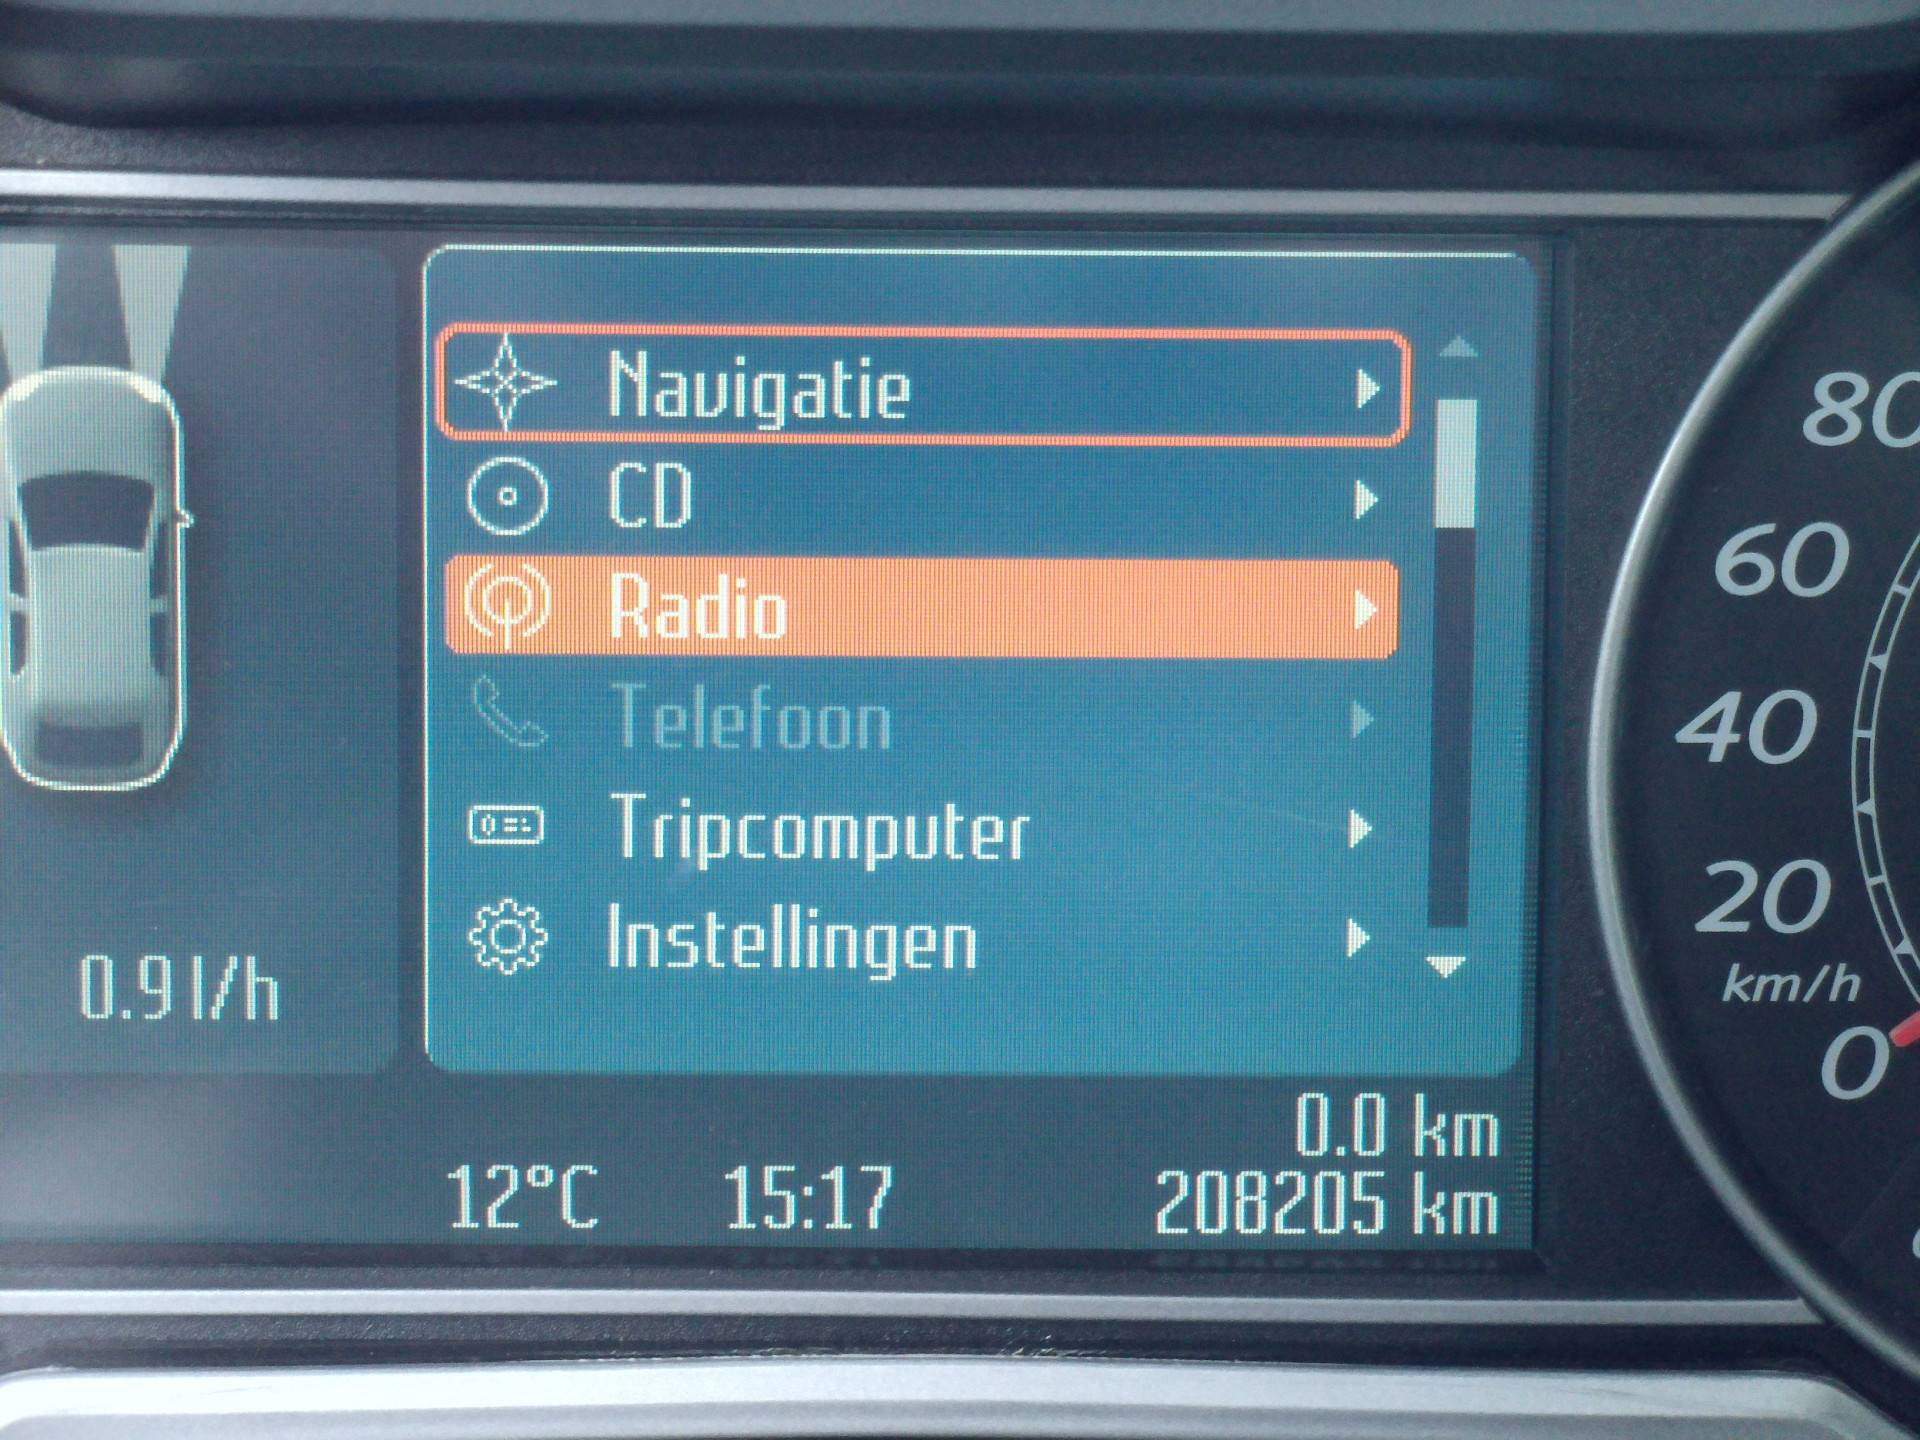 Navigatie
CD
Radio
Telefoon
Tripcomputer
Instellingen
0.9 l/h
0.0 km
12°C 15:17 208205 km
80
60
40
20
km/h
0